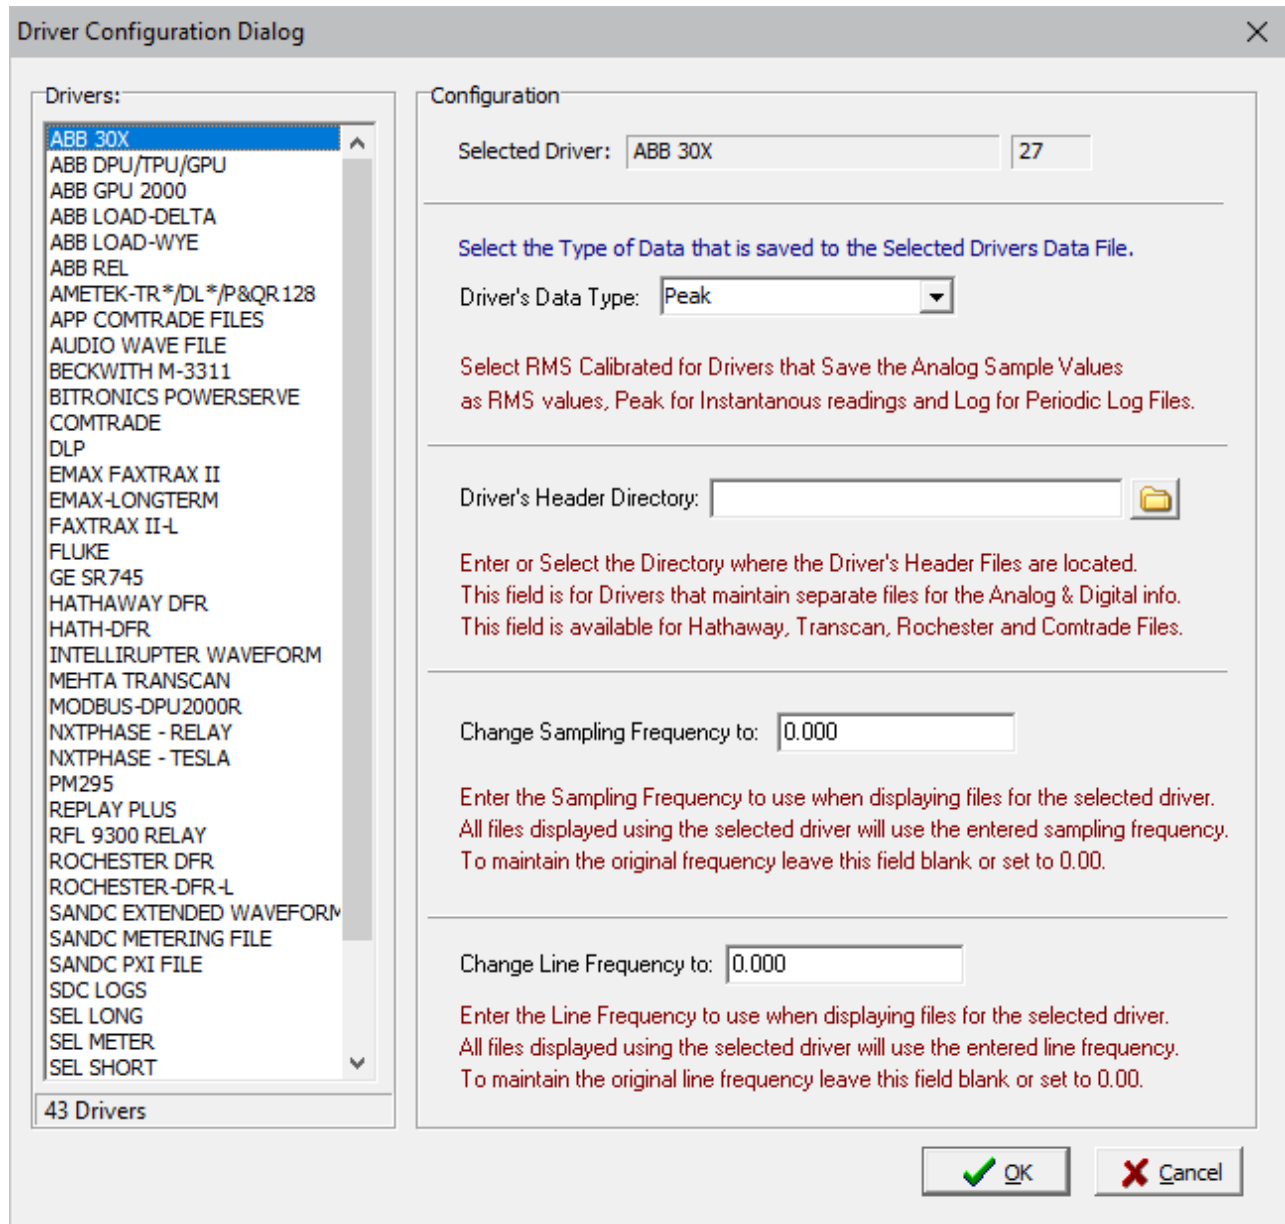 Driver Configuration Dialog
Drivers:
ABB 30X
ABB DPU/TPU/GPU
ABB GPU 2000
ABB LOAD-DELTA
ABB LOAD-WYE
ABB REL
AMETEK-TR*/DL*/P&QR128
APP COMTRADE FILES
AUDIO WAVE FILE
BECKWITH M-3311
BITRONICS POWERSERVE
COMTRADE
DLP
EMAX FAXTRAX II
EMAX-LONGTERM
FAXTRAX II-L
FLUKE
GE SR745
HATHAWAY DFR
HATH-DFR
INTELLIRUPTER WAVEFORM
MEHTA TRANSCAN
MODBUS-DPU2000R
NXTPHASE - RELAY
NXTPHASE - TESLA
PM295
REPLAY PLUS
RFL 9300 RELAY
ROCHESTER DFR
ROCHESTER-DFR-L
SANDC EXTENDED WAVEFORM
SANDC METERING FILE
SANDC PXI FILE
SDC LOGS
SEL LONG
SEL METER
SEL SHORT
43 Drivers
Configuration
Selected Driver: ABB 30X 27
Select the Type of Data that is saved to the Selected Drivers Data File.
Driver's Data Type: Peak
Select RMS Calibrated for Drivers that Save the Analog Sample Values
as RMS values, Peak for Instantanous readings and Log for Periodic Log Files.
Driver's Header Directory:
Enter or Select the Directory where the Driver's Header Files are located.
This field is for Drivers that maintain separate files for the Analog & Digital info.
This field is available for Hathaway, Transcan, Rochester and Comtrade Files.
Change Sampling Frequency to: 0.000
Enter the Sampling Frequency to use when displaying files for the selected driver.
All files displayed using the selected driver will use the entered sampling frequency.
To maintain the original frequency leave this field blank or set to 0.00.
Change Line Frequency to: 0.000
Enter the Line Frequency to use when displaying files for the selected driver.
All files displayed using the selected driver will use the entered line frequency.
To maintain the original line frequency leave this field blank or set to 0.00.
OK
Cancel